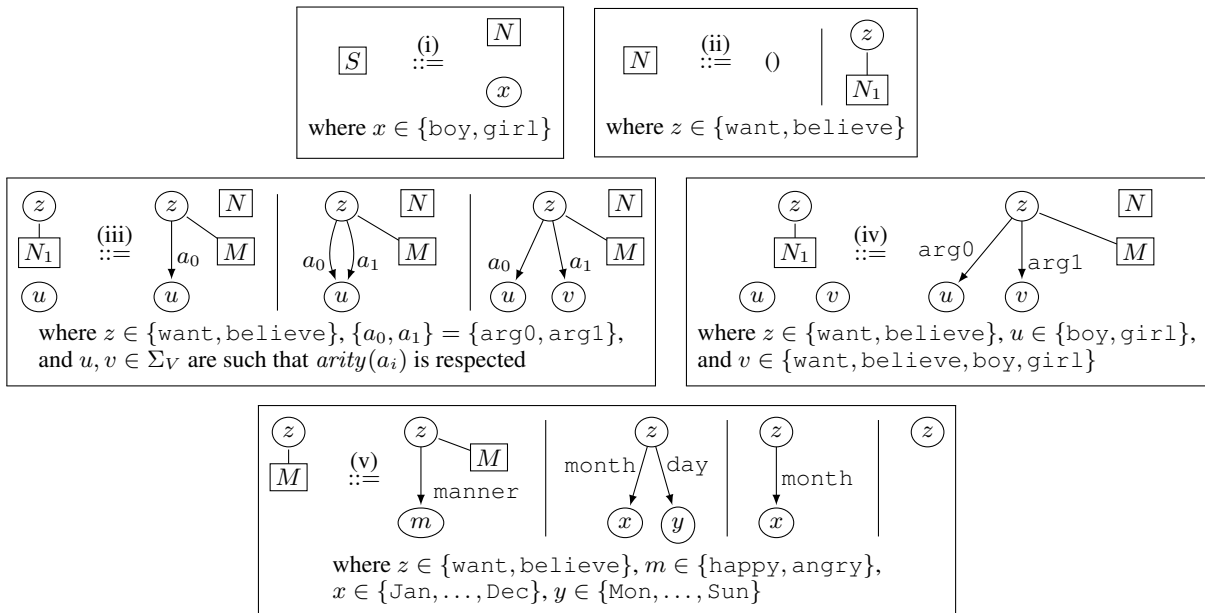 S (i) ::= N x
where x ∈ {boy, girl}
N (ii) ::= () z N₁
where z ∈ {want, believe}
z N₁ u (iii) ::= z N M a₀ u z N M a₀ a₁ u z N M a₀ a₁ u v
where z ∈ {want, believe}, {a₀, a₁} = {arg0, arg1},
and u, v ∈ Σ_V are such that arity(aᵢ) is respected
z N₁ u v (iv) ::= z N M arg0 arg1 u v
where z ∈ {want, believe}, u ∈ {boy, girl},
and v ∈ {want, believe, boy, girl}
z M (v) ::= z M manner m z month day x y z month x z
where z ∈ {want, believe}, m ∈ {happy, angry},
x ∈ {Jan, ..., Dec}, y ∈ {Mon, ..., Sun}